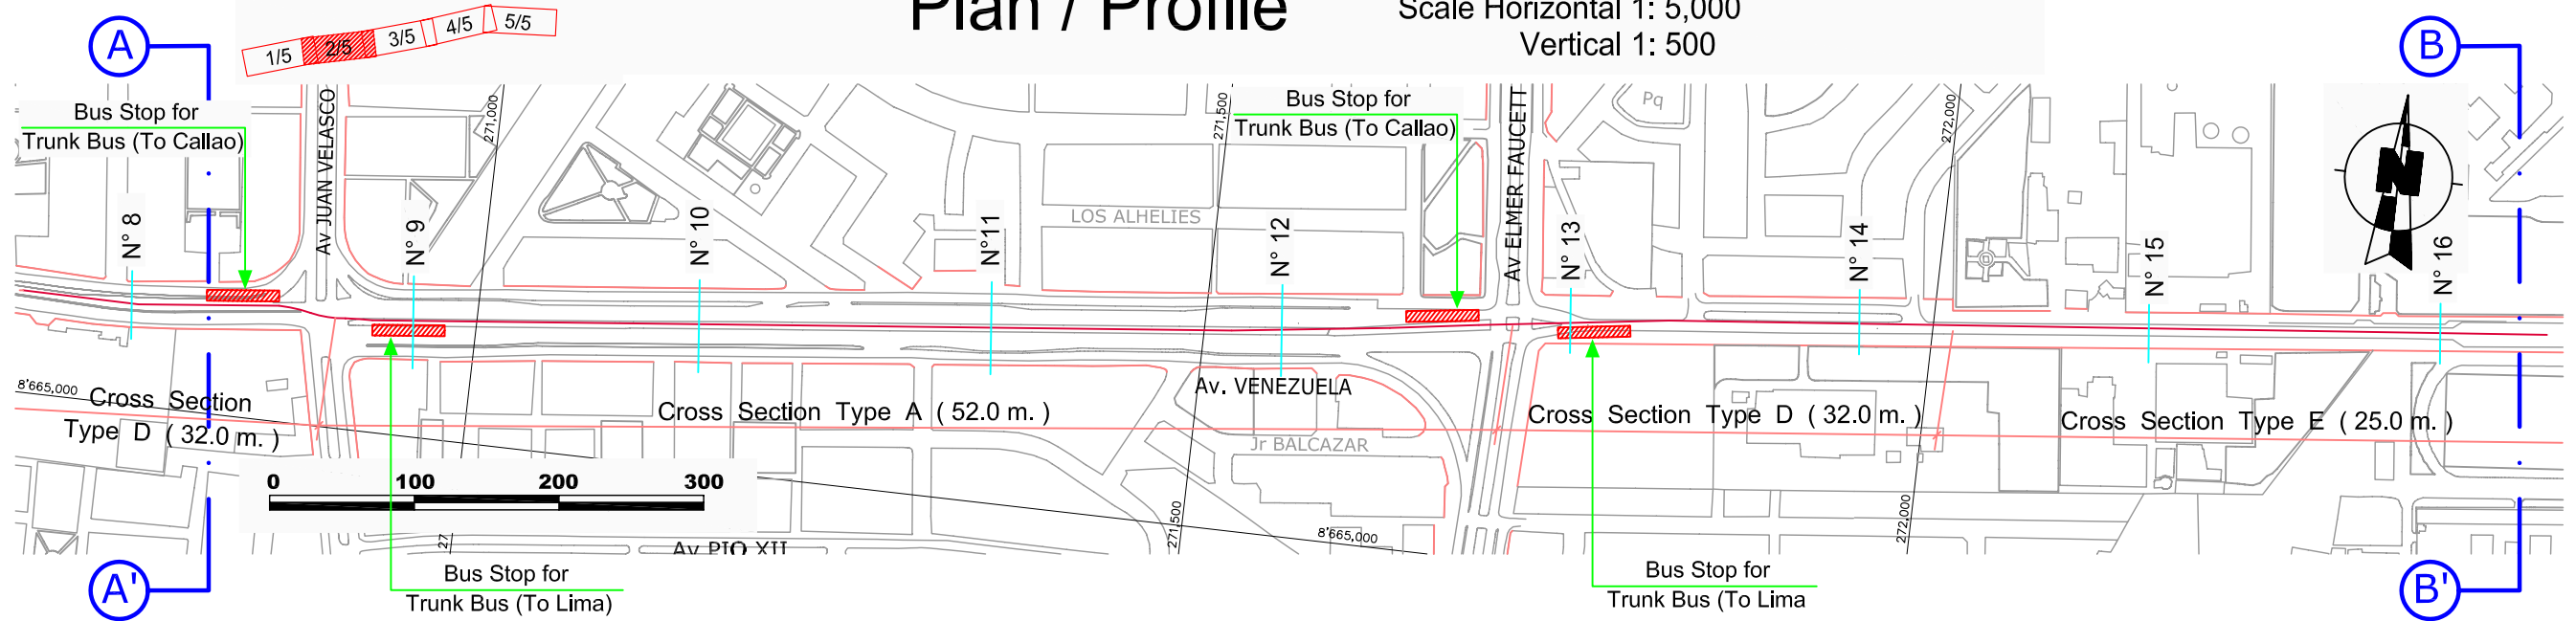 Plan / Profile
Scale Horizontal 1: 5,000
Vertical 1: 500
A
B
1/5
2/5
3/5
4/5
5/5
Bus Stop for
Trunk Bus (To Callao)
Av JUAN VELASCO
271,000
271,500
Bus Stop for
Trunk Bus (To Callao)
Av ELMER FAUCETT
Pq
272,000
N
LOS ALHELIES
N° 8
N° 9
N° 10
N°11
N° 12
N° 13
N° 14
N° 15
N° 16
8'665,000
Cross Section
Type D ( 32.0 m. )
Cross Section Type A ( 52.0 m. )
Av. VENEZUELA
Jr BALCAZAR
Cross Section Type D ( 32.0 m. )
Cross Section Type E ( 25.0 m. )
0 100 200 300
27
Av PIO XII
271,500
8'665,000
272,000
A'
Bus Stop for
Trunk Bus (To Lima)
Bus Stop for
Trunk Bus (To Lima
B'